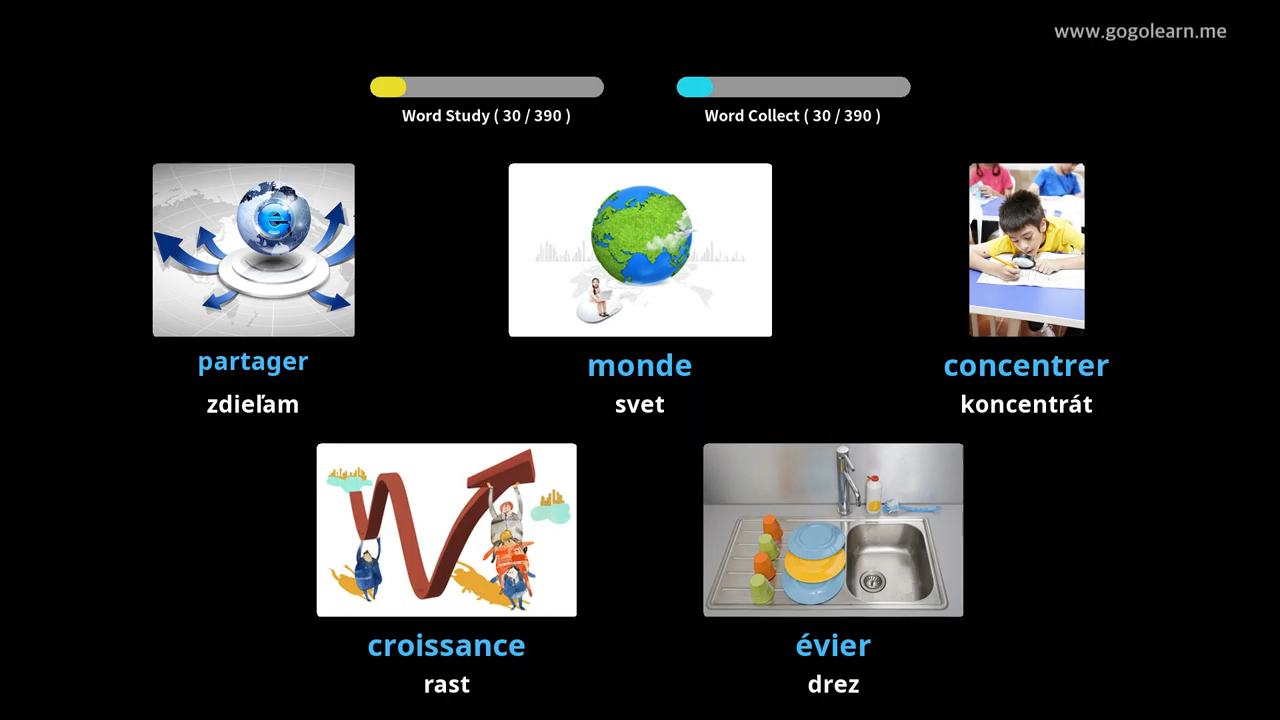 www.gogolearn.me
Word Study ( 30 / 390 )
Word Collect ( 30 / 390 )
partager
zdieľam
monde
svet
concentrer
koncentrát
croissance
rast
évier
drez